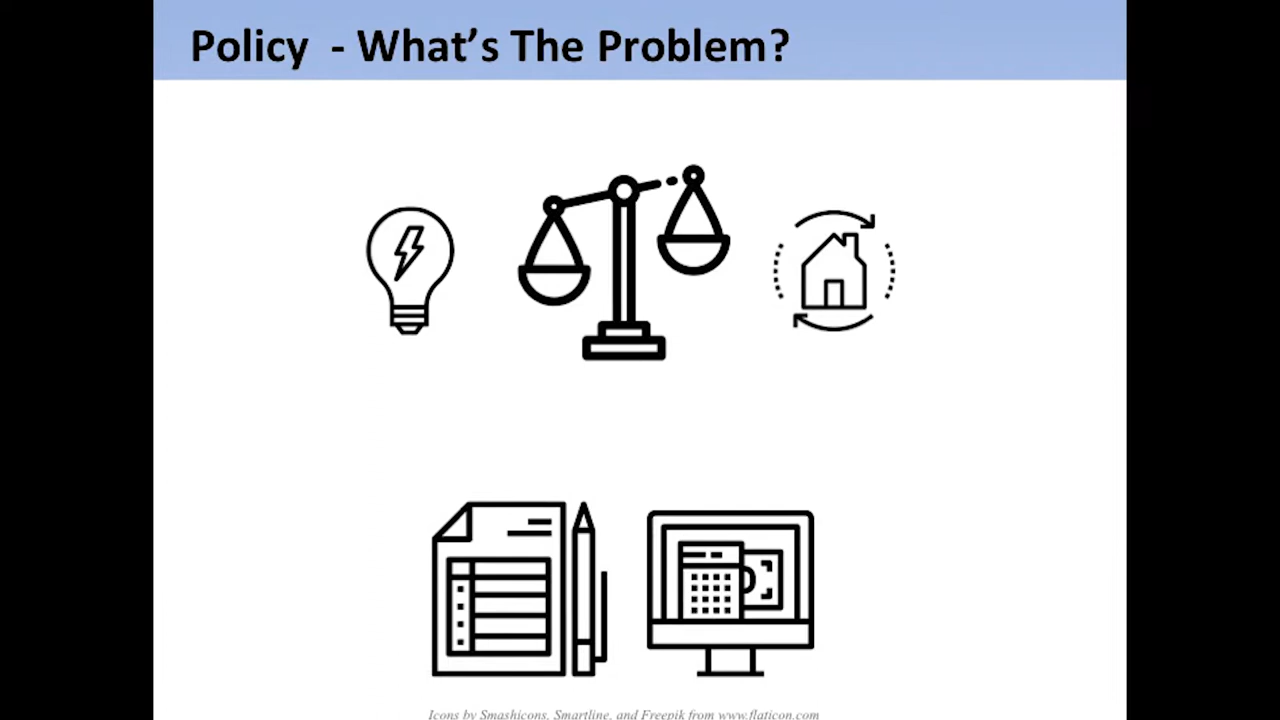 Policy - What's The Problem?
Icons by Smashicons, Smartline, and Freepik from www.flaticon.com